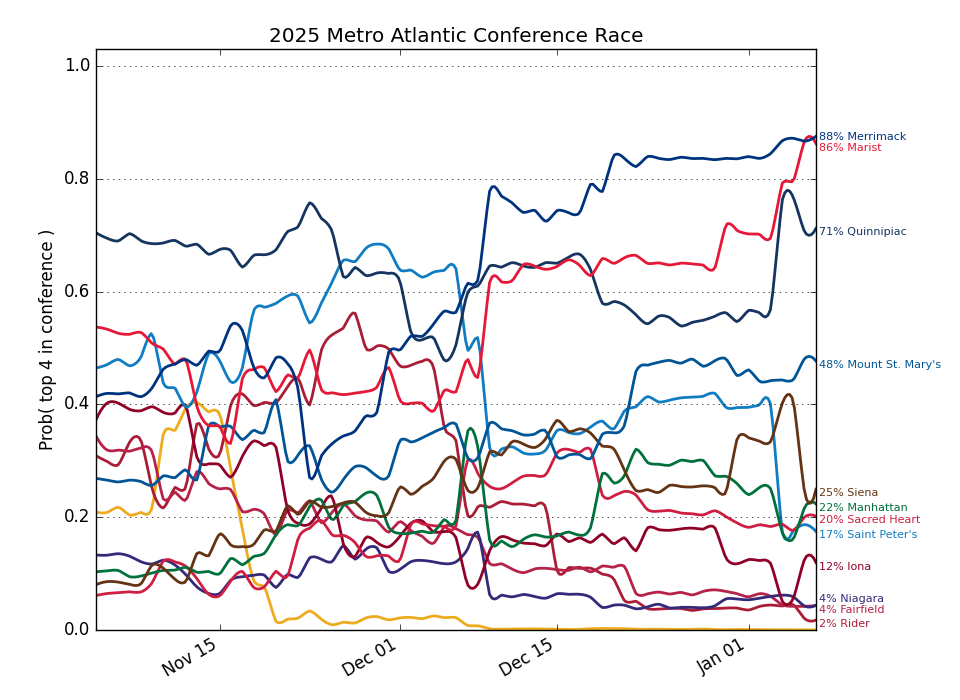 2025 Metro Atlantic Conference Race
Prob( top 4 in conference )
1.0
0.8
0.6
0.4
0.2
0.0
Nov 15
Dec 01
Dec 15
Jan 01
88% Merrimack
86% Marist
71% Quinnipiac
48% Mount St. Mary's
25% Siena
22% Manhattan
20% Sacred Heart
17% Saint Peter's
12% Iona
4% Niagara
4% Fairfield
2% Rider